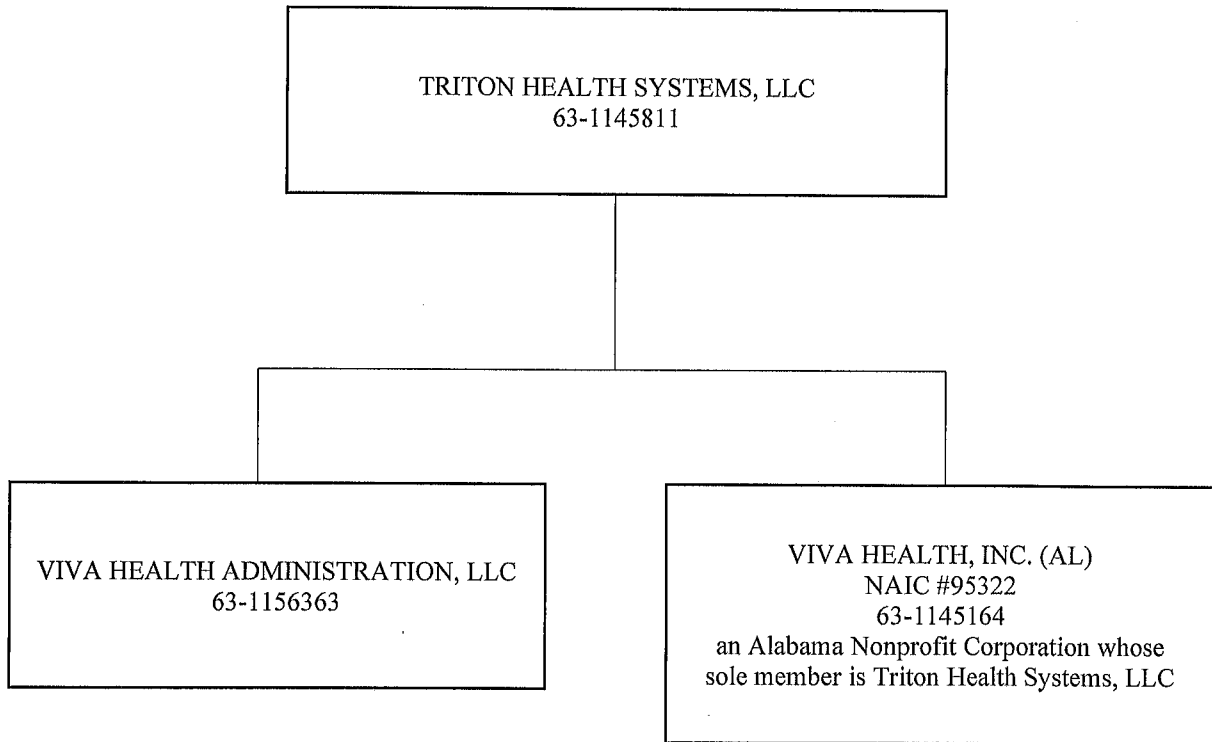 TRITON HEALTH SYSTEMS, LLC
63-1145811
VIVA HEALTH ADMINISTRATION, LLC
63-1156363
VIVA HEALTH, INC. (AL)
NAIC #95322
63-1145164
an Alabama Nonprofit Corporation whose
sole member is Triton Health Systems, LLC